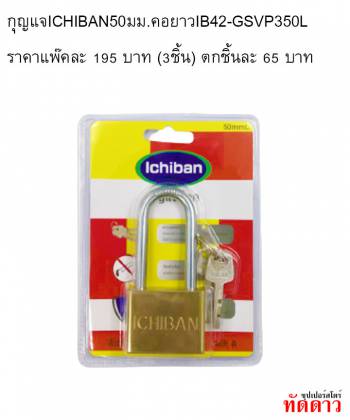 กุญแจICHIBAN50มม.คอยาวIB42-GSVP350L
ราคาแพ๊คละ 195 บาท (3ชิ้น) ตกชิ้นละ 65 บาท
50mm.
Ichiban
ICHIBAN
ซุปเปอร์สโตร์
ทัดดาว